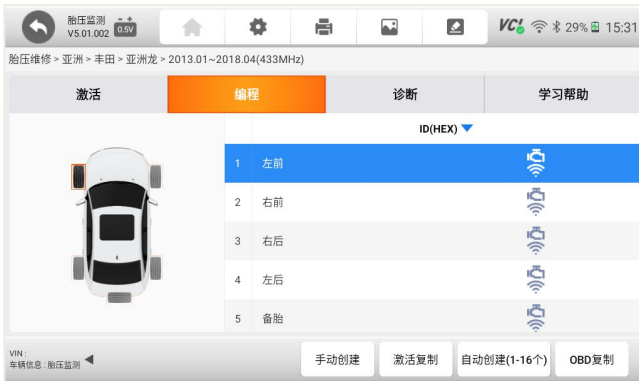 胎压监测
V5.01.002 0.5V
VC! 29% 15:31
胎压维修 > 亚洲 > 丰田 > 亚洲龙 > 2013.01~2018.04(433MHz)
激活 编程 诊断 学习帮助
ID(HEX)
1 左前
2 右前
3 右后
4 左后
5 备胎
VIN :
车辆信息 : 胎压监测
手动创建 激活复制 自动创建(1-16个) OBD复制